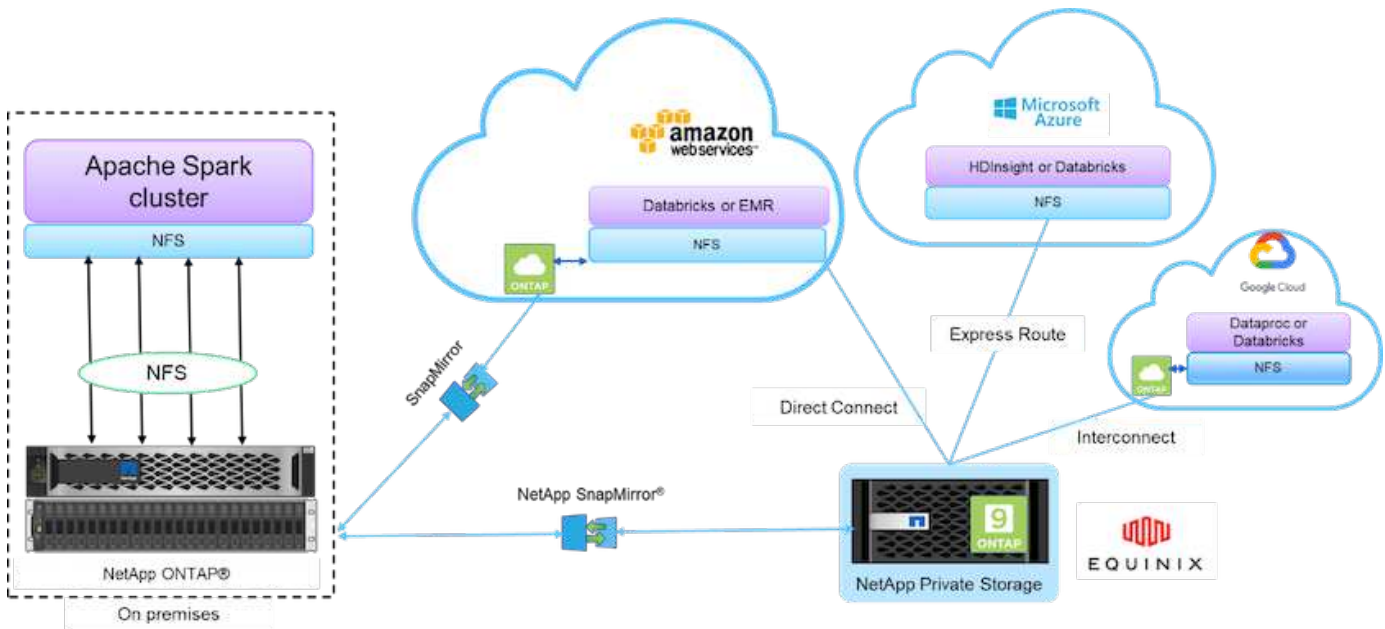 Apache Spark
cluster
NFS
NFS
NetApp ONTAP®
On premises
SnapMirror
NetApp SnapMirror®
amazon
webservices™
Databricks or EMR
NFS
ONTAP
Microsoft
Azure
HDInsight or Databricks
NFS
Google Cloud
Dataproc or
Databricks
NFS
ONTAP
Express Route
Direct Connect
Interconnect
9
ONTAP
NetApp Private Storage
EQUINIX